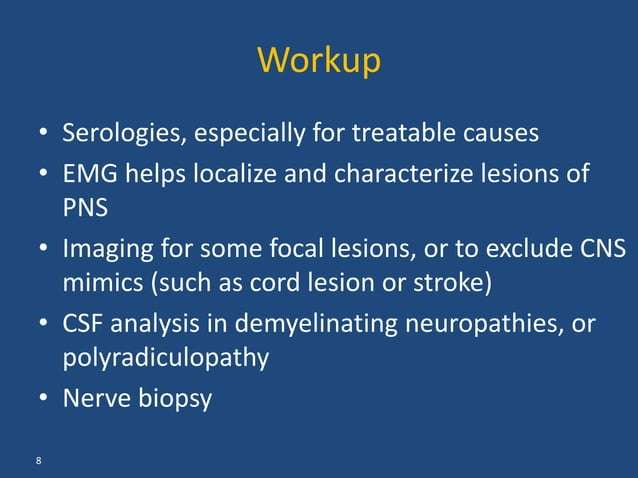 Workup
• Serologies, especially for treatable causes
• EMG helps localize and characterize lesions of
PNS
• Imaging for some focal lesions, or to exclude CNS
mimics (such as cord lesion or stroke)
• CSF analysis in demyelinating neuropathies, or
polyradiculopathy
• Nerve biopsy
8